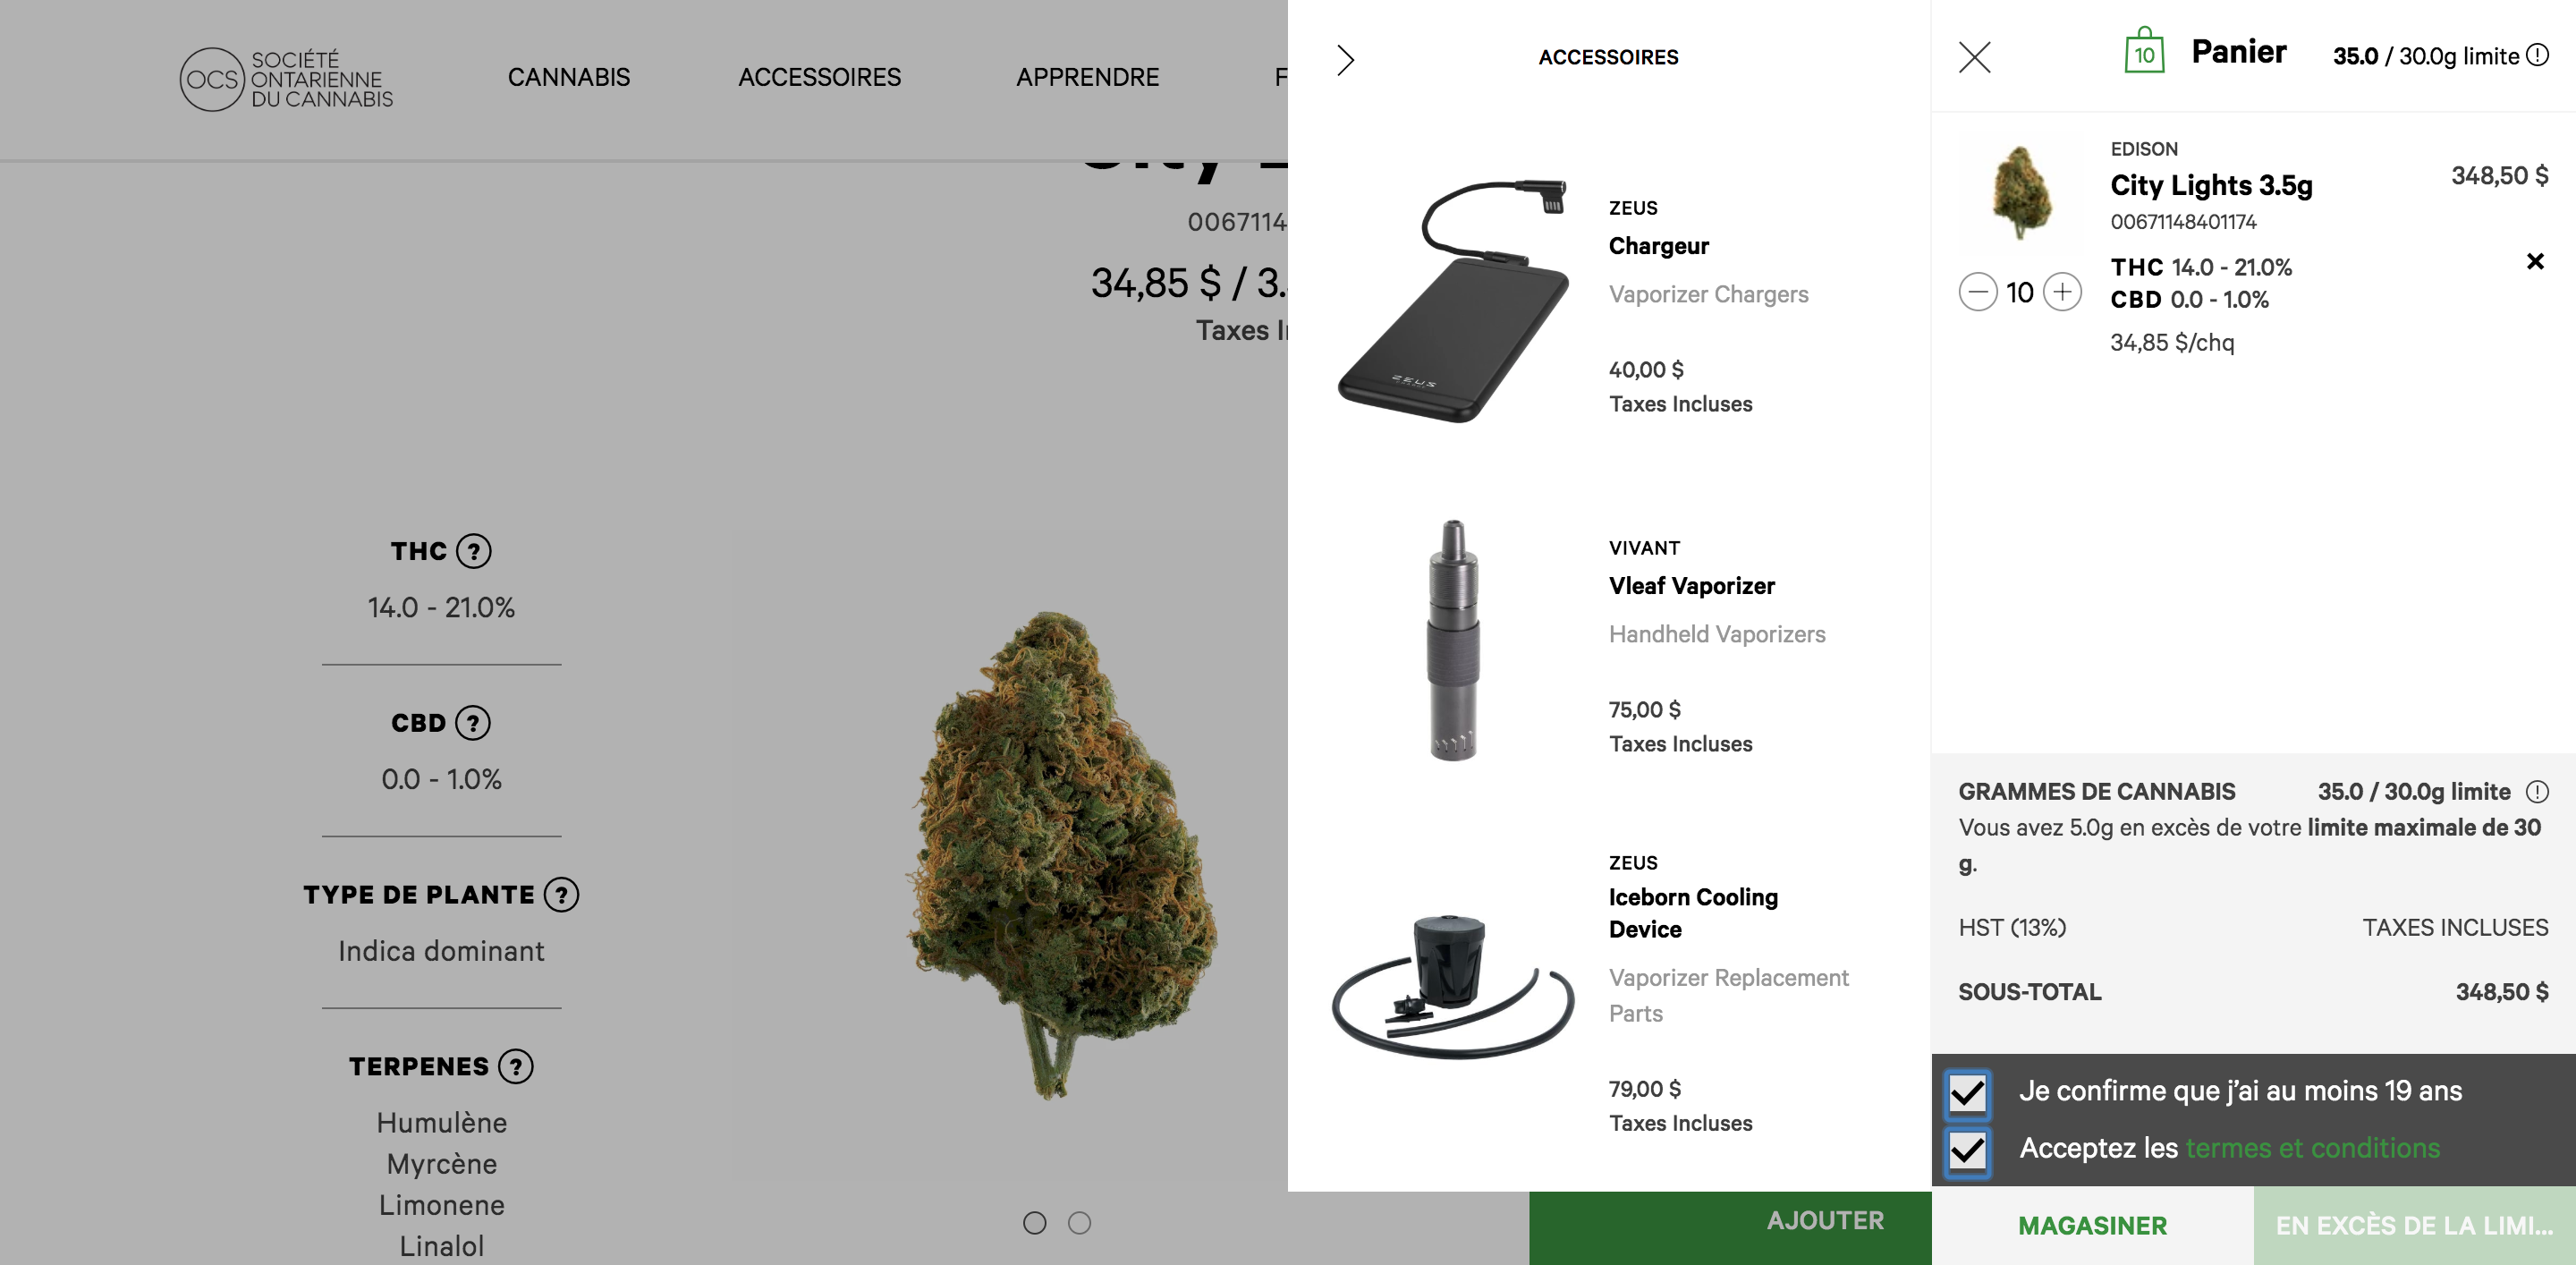 OCS
SOCIÉTÉ
ONTARIENNE
DU CANNABIS
CANNABIS
ACCESSOIRES
APPRENDRE
F
0067114
34,85 $ / 3.
Taxes I
THC ?
14.0 - 21.0%
CBD ?
0.0 - 1.0%
TYPE DE PLANTE ?
Indica dominant
TERPENES ?
Humulène
Myrcène
Limonene
Linalol
AJOUTER
ACCESSOIRES
ZEUS
ZEUS
Chargeur
Vaporizer Chargers
40,00 $
Taxes Incluses
VIVANT
Vleaf Vaporizer
Handheld Vaporizers
75,00 $
Taxes Incluses
ZEUS
Iceborn Cooling
Device
Vaporizer Replacement
Parts
79,00 $
Taxes Incluses
10
Panier
35.0 / 30.0g limite
EDISON
City Lights 3.5g
348,50 $
00671148401174
THC 14.0 - 21.0%
CBD 0.0 - 1.0%
10
34,85 $/chq
GRAMMES DE CANNABIS 35.0 / 30.0g limite
Vous avez 5.0g en excès de votre limite maximale de 30
g.
HST (13%) TAXES INCLUSES
SOUS-TOTAL 348,50 $
Je confirme que j’ai au moins 19 ans
Acceptez les termes et conditions
MAGASINER
EN EXCÈS DE LA LIMI...